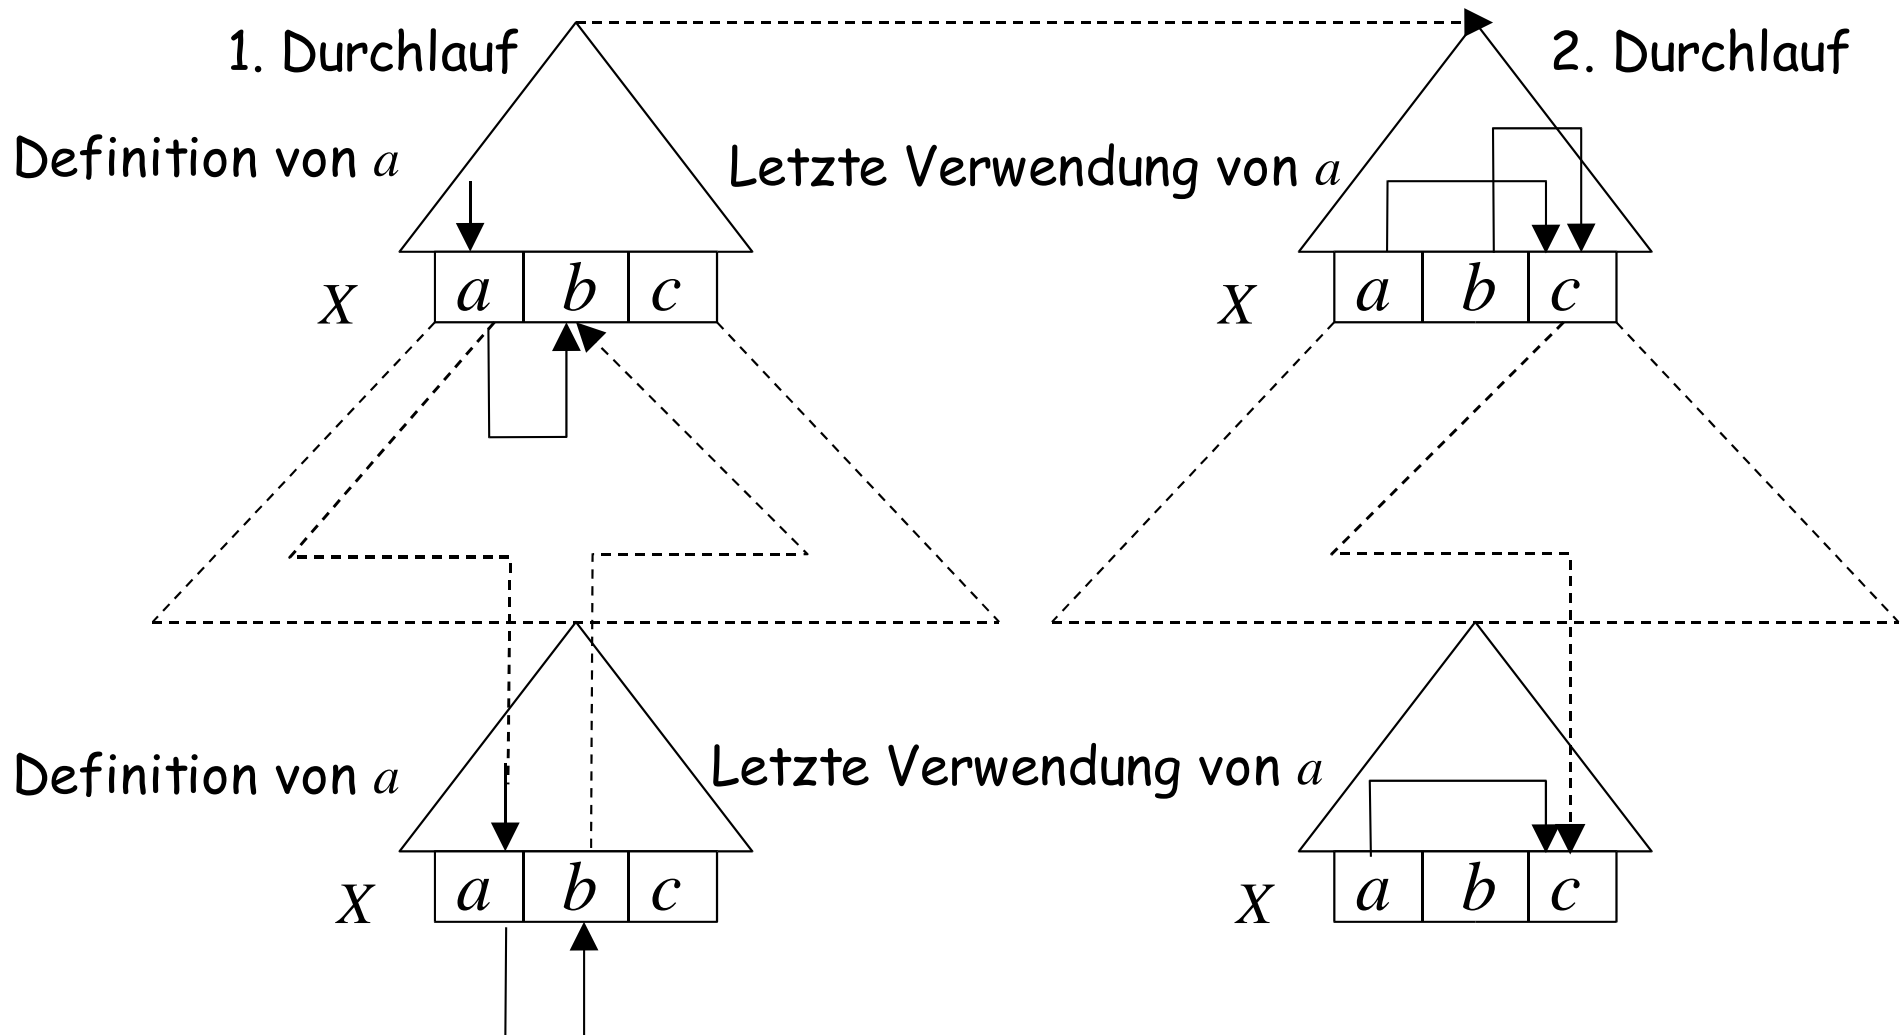 1. Durchlauf
2. Durchlauf
Definition von a
Letzte Verwendung von a
X a b c
X a b c
Definition von a
Letzte Verwendung von a
X a b c
X a b c